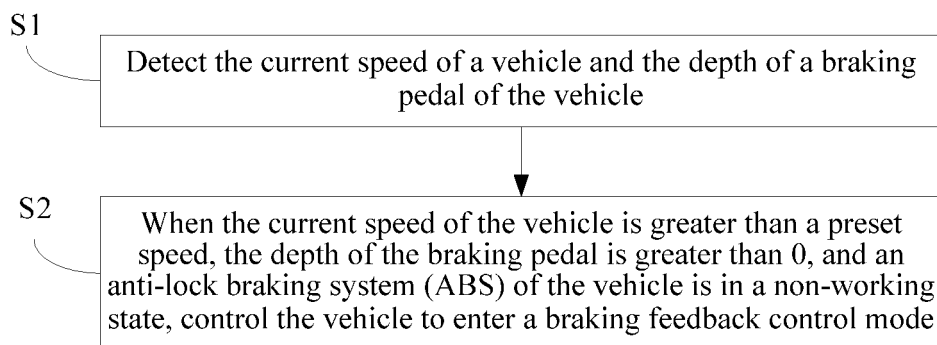 S1
Detect the current speed of a vehicle and the depth of a braking
pedal of the vehicle
S2
When the current speed of the vehicle is greater than a preset
speed, the depth of the braking pedal is greater than 0, and an
anti-lock braking system (ABS) of the vehicle is in a non-working
state, control the vehicle to enter a braking feedback control mode